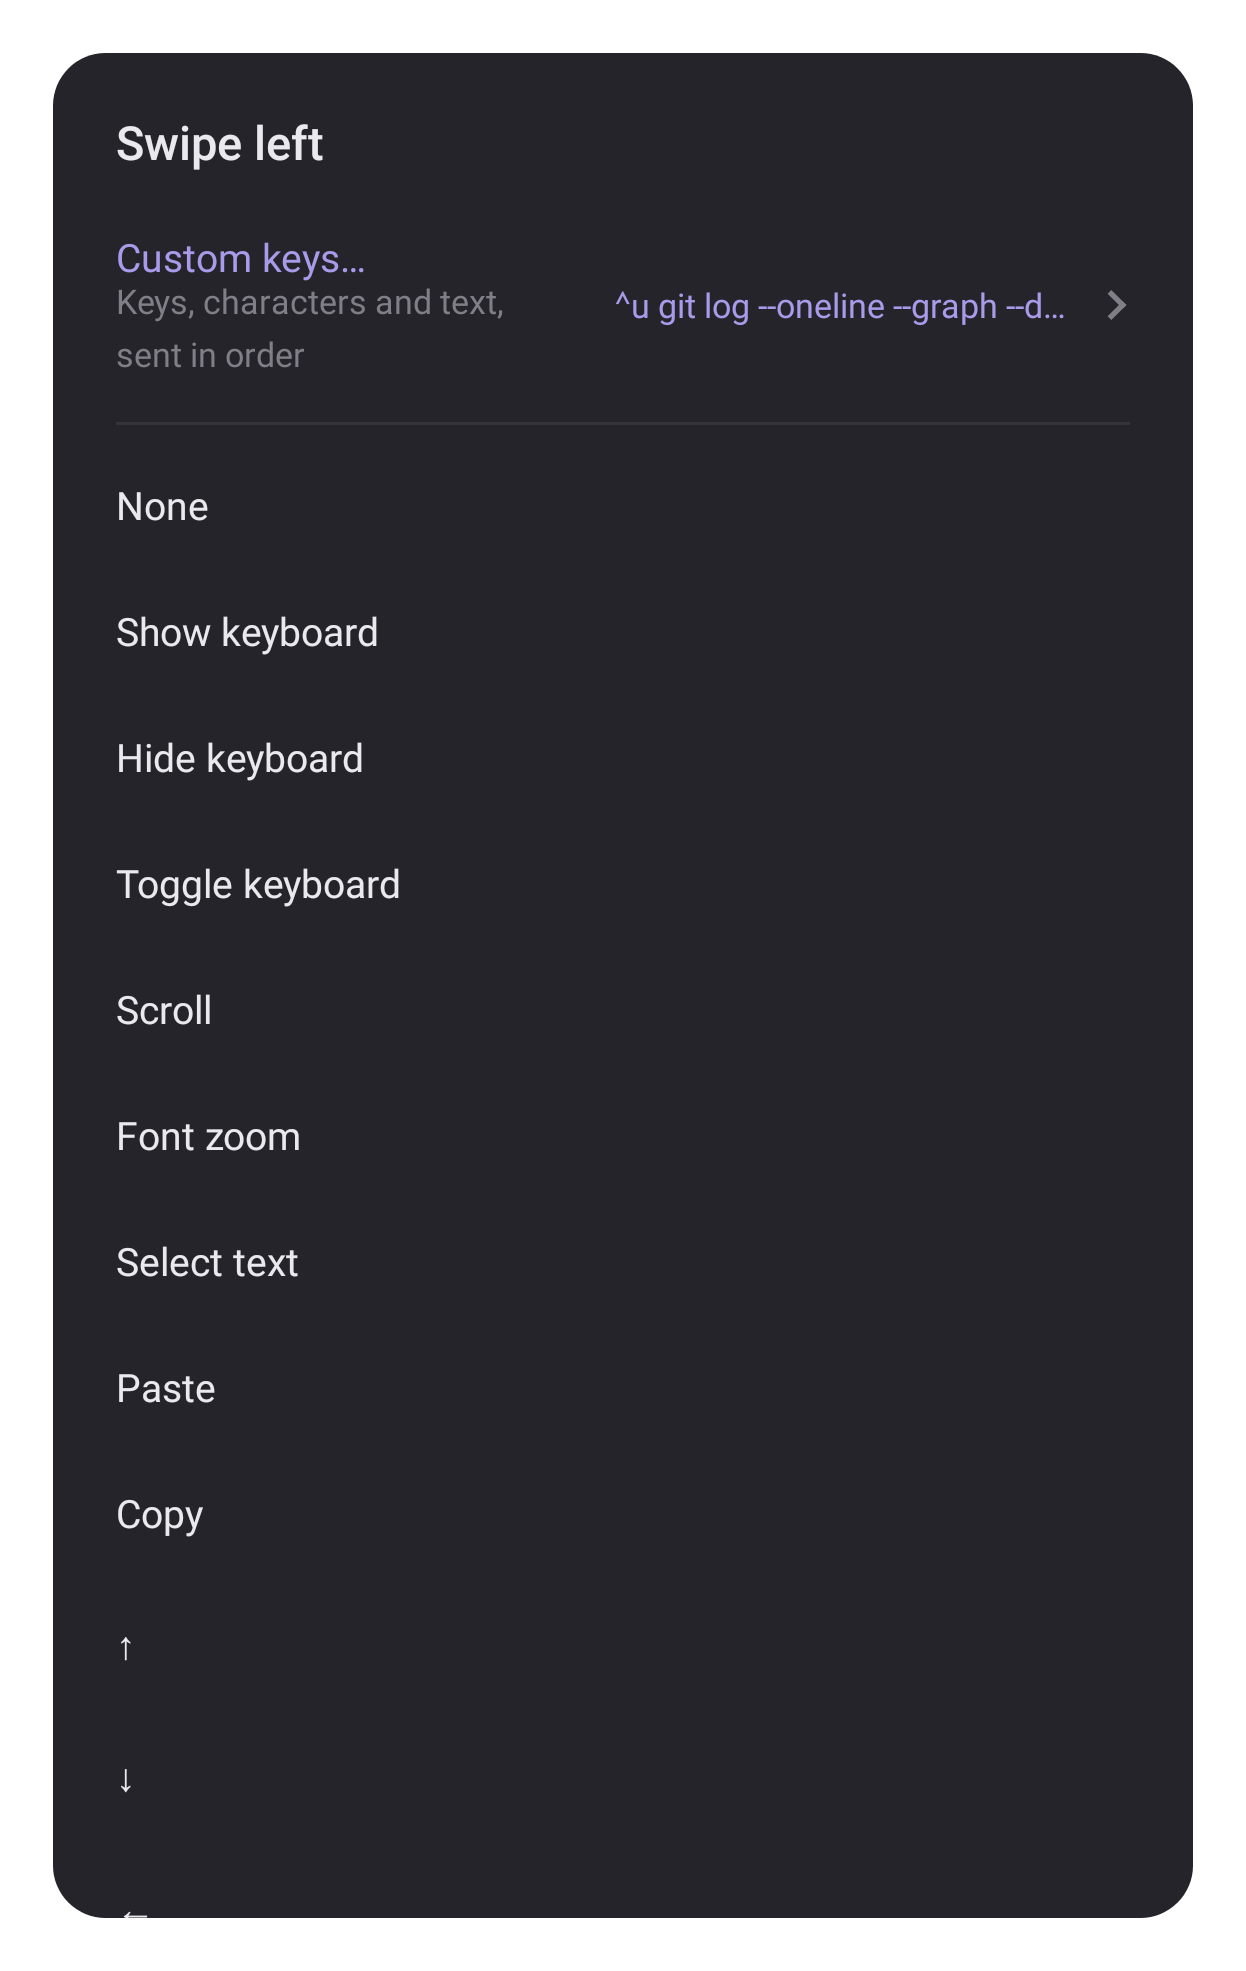 Swipe left
Custom keys…
Keys, characters and text,
sent in order
^u git log --oneline --graph --d…
None
Show keyboard
Hide keyboard
Toggle keyboard
Scroll
Font zoom
Select text
Paste
Copy
↑
↓
←